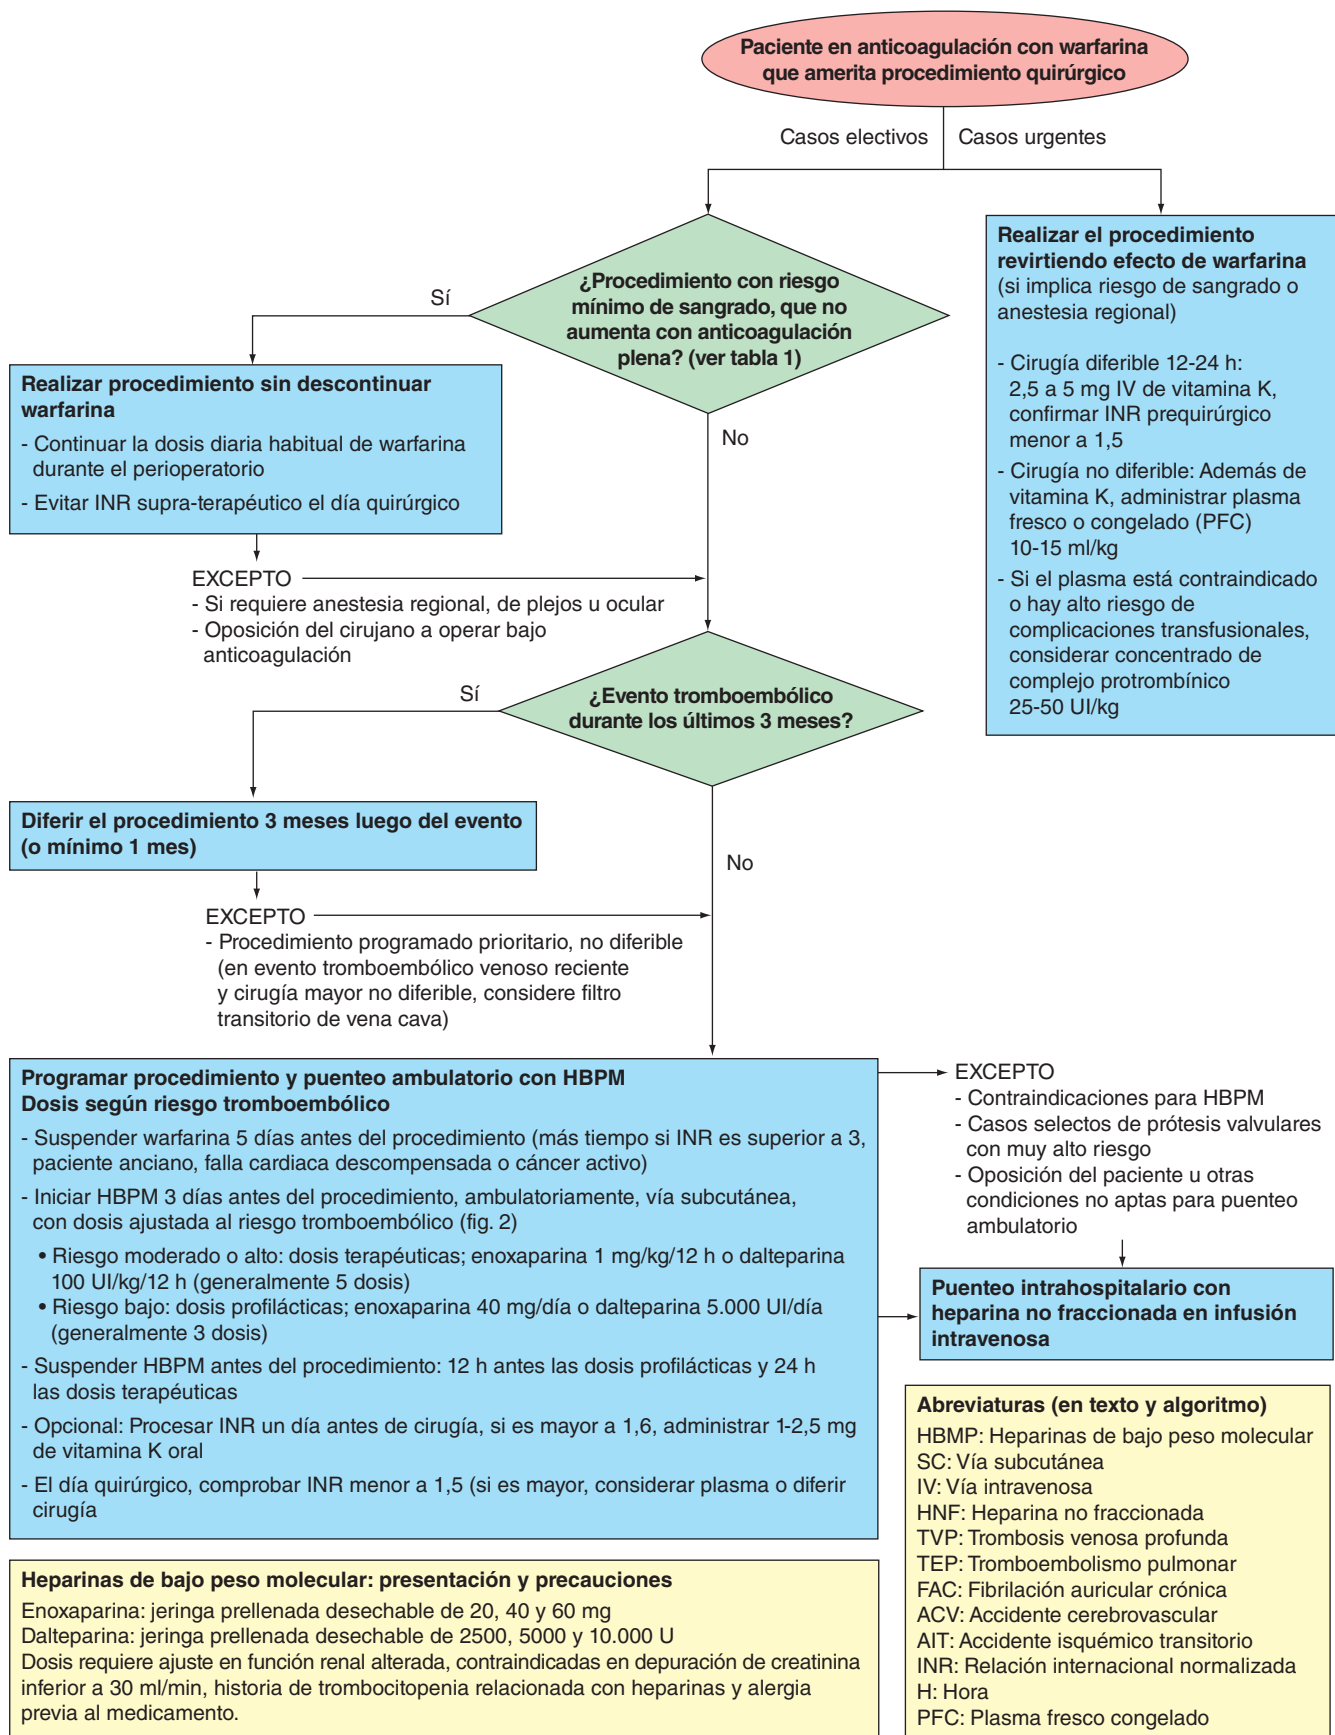 Paciente en anticoagulación con warfarina
que amerita procedimiento quirúrgico
Casos electivos
Casos urgentes
¿Procedimiento con riesgo
mínimo de sangrado, que no
aumenta con anticoagulación
plena? (ver tabla 1)
Sí
No
Realizar el procedimiento
revirtiendo efecto de warfarina
(si implica riesgo de sangrado o
anestesia regional)
- Cirugía diferible 12-24 h:
2,5 a 5 mg IV de vitamina K,
confirmar INR prequirúrgico
menor a 1,5
- Cirugía no diferible: Además de
vitamina K, administrar plasma
fresco o congelado (PFC)
10-15 ml/kg
- Si el plasma está contraindicado
o hay alto riesgo de
complicaciones transfusionales,
considerar concentrado de
complejo protrombínico
25-50 UI/kg
Realizar procedimiento sin descontinuar
warfarina
- Continuar la dosis diaria habitual de warfarina
durante el perioperatorio
- Evitar INR supra-terapéutico el día quirúrgico
EXCEPTO
- Si requiere anestesia regional, de plejos u ocular
- Oposición del cirujano a operar bajo
anticoagulación
¿Evento tromboembólico
durante los últimos 3 meses?
Sí
No
Diferir el procedimiento 3 meses luego del evento
(o mínimo 1 mes)
EXCEPTO
- Procedimiento programado prioritario, no diferible
(en evento tromboembólico venoso reciente
y cirugía mayor no diferible, considere filtro
transitorio de vena cava)
Programar procedimiento y puenteo ambulatorio con HBPM
Dosis según riesgo tromboembólico
- Suspender warfarina 5 días antes del procedimiento (más tiempo si INR es superior a 3,
paciente anciano, falla cardiaca descompensada o cáncer activo)
- Iniciar HBPM 3 días antes del procedimiento, ambulatoriamente, vía subcutánea,
con dosis ajustada al riesgo tromboembólico (fig. 2)
• Riesgo moderado o alto: dosis terapéuticas; enoxaparina 1 mg/kg/12 h o dalteparina
100 UI/kg/12 h (generalmente 5 dosis)
• Riesgo bajo: dosis profilácticas; enoxaparina 40 mg/día o dalteparina 5.000 UI/día
(generalmente 3 dosis)
- Suspender HBPM antes del procedimiento: 12 h antes las dosis profilácticas y 24 h
las dosis terapéuticas
- Opcional: Procesar INR un día antes de cirugía, si es mayor a 1,6, administrar 1-2,5 mg
de vitamina K oral
- El día quirúrgico, comprobar INR menor a 1,5 (si es mayor, considerar plasma o diferir
cirugía
EXCEPTO
- Contraindicaciones para HBPM
- Casos selectos de prótesis valvulares
con muy alto riesgo
- Oposición del paciente u otras
condiciones no aptas para puenteo
ambulatorio
Puenteo intrahospitalario con
heparina no fraccionada en infusión
intravenosa
Heparinas de bajo peso molecular: presentación y precauciones
Enoxaparina: jeringa prellenada desechable de 20, 40 y 60 mg
Dalteparina: jeringa prellenada desechable de 2500, 5000 y 10.000 U
Dosis requiere ajuste en función renal alterada, contraindicadas en depuración de creatinina
inferior a 30 ml/min, historia de trombocitopenia relacionada con heparinas y alergia
previa al medicamento.
Abreviaturas (en texto y algoritmo)
HBMP: Heparinas de bajo peso molecular
SC: Vía subcutánea
IV: Vía intravenosa
HNF: Heparina no fraccionada
TVP: Trombosis venosa profunda
TEP: Tromboembolismo pulmonar
FAC: Fibrilación auricular crónica
ACV: Accidente cerebrovascular
AIT: Accidente isquémico transitorio
INR: Relación internacional normalizada
H: Hora
PFC: Plasma fresco congelado